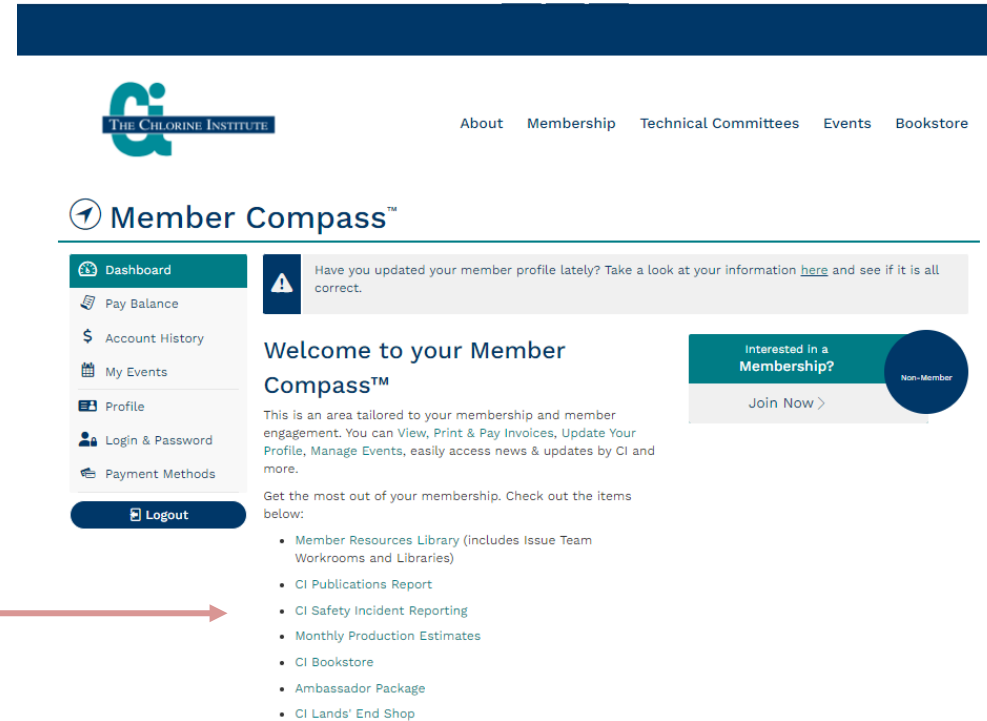 THE CHLORINE INSTITUTE
About Membership Technical Committees Events Bookstore
Member Compass™
Dashboard
Pay Balance
Account History
My Events
Profile
Login & Password
Payment Methods
Logout
Have you updated your member profile lately? Take a look at your information here and see if it is all
correct.
Welcome to your Member
Compass™
This is an area tailored to your membership and member
engagement. You can View, Print & Pay Invoices, Update Your
Profile, Manage Events, easily access news & updates by CI and
more.
Get the most out of your membership. Check out the items
below:
• Member Resources Library (includes Issue Team
Workrooms and Libraries)
• CI Publications Report
• CI Safety Incident Reporting
• Monthly Production Estimates
• CI Bookstore
• Ambassador Package
• CI Lands' End Shop
Interested in a
Membership?
Non-Member
Join Now >